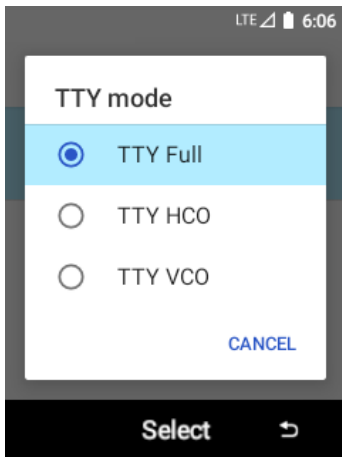 LTE 6:06
TTY mode
TTY Full
TTY HCO
TTY VCO
CANCEL
Select